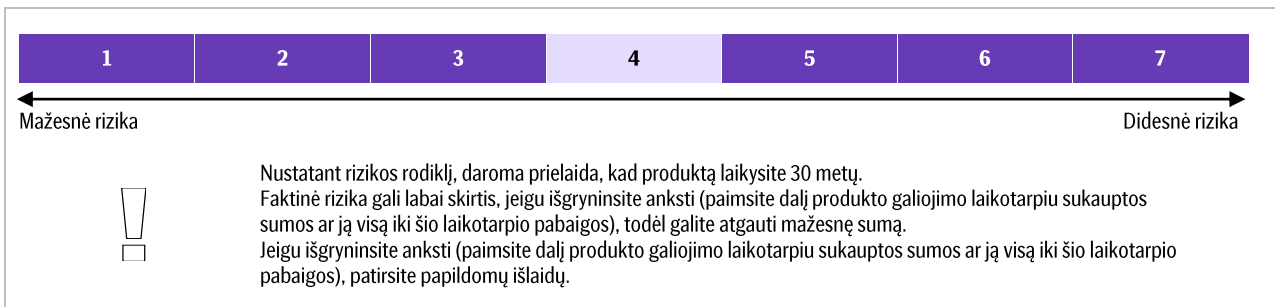 1 2 3 4 5 6 7
Mažesnė rizika Didesnė rizika
Nustatant rizikos rodiklį, daroma prielaida, kad produktą laikysite 30 metų.
Faktinė rizika gali labai skirtis, jeigu išgryninsite anksti (paimsite dalį produkto galiojimo laikotarpiu sukauptos
sumos ar ją visą iki šio laikotarpio pabaigos), todėl galite atgauti mažesnę sumą.
Jeigu išgryninsite anksti (paimsite dalį produkto galiojimo laikotarpiu sukauptos sumos ar ją visą iki šio laikotarpio
pabaigos), patirsite papildomų išlaidų.